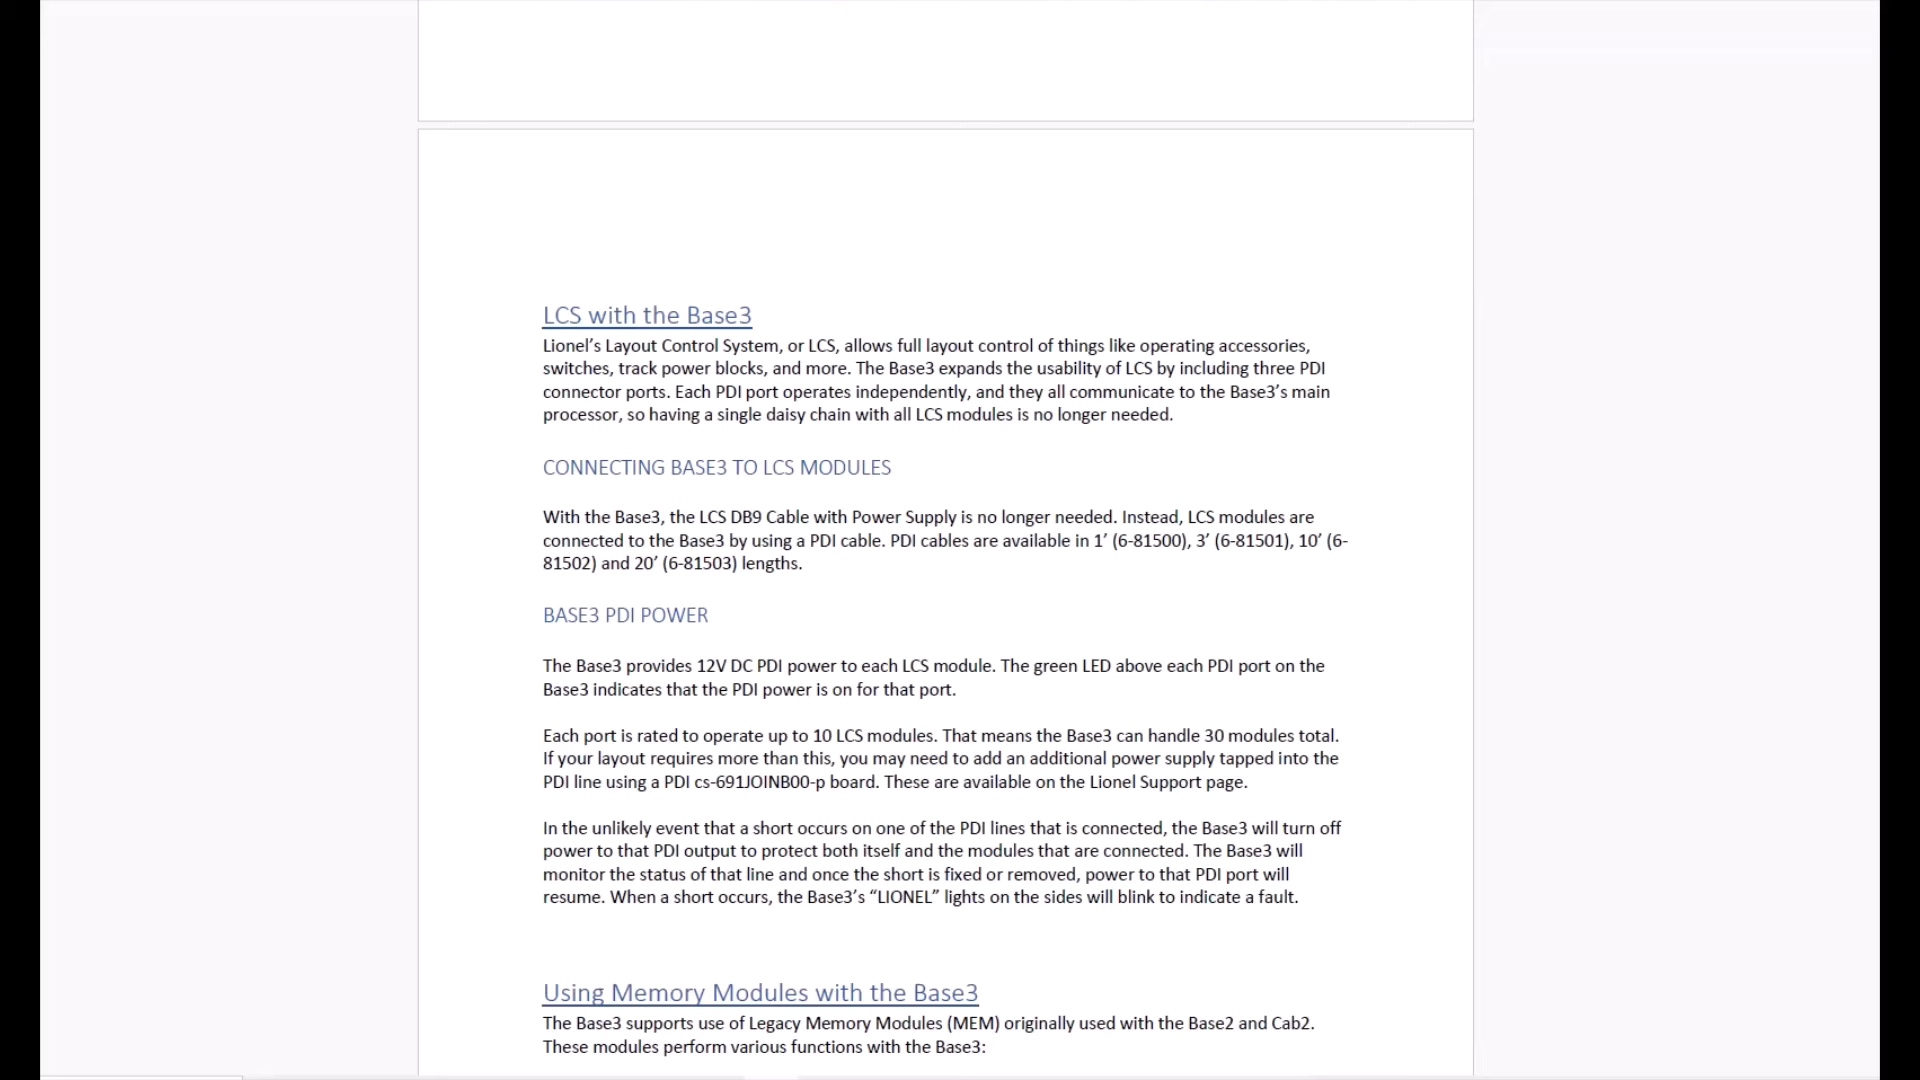 LCS with the Base3
Lionel’s Layout Control System, or LCS, allows full layout control of things like operating accessories,
switches, track power blocks, and more. The Base3 expands the usability of LCS by including three PDI
connector ports. Each PDI port operates independently, and they all communicate to the Base3’s main
processor, so having a single daisy chain with all LCS modules is no longer needed.
CONNECTING BASE3 TO LCS MODULES
With the Base3, the LCS DB9 Cable with Power Supply is no longer needed. Instead, LCS modules are
connected to the Base3 by using a PDI cable. PDI cables are available in 1’ (6-81500), 3’ (6-81501), 10’ (6-
81502) and 20’ (6-81503) lengths.
BASE3 PDI POWER
The Base3 provides 12V DC PDI power to each LCS module. The green LED above each PDI port on the
Base3 indicates that the PDI power is on for that port.
Each port is rated to operate up to 10 LCS modules. That means the Base3 can handle 30 modules total.
If your layout requires more than this, you may need to add an additional power supply tapped into the
PDI line using a PDI cs-691JOINB00-p board. These are available on the Lionel Support page.
In the unlikely event that a short occurs on one of the PDI lines that is connected, the Base3 will turn off
power to that PDI output to protect both itself and the modules that are connected. The Base3 will
monitor the status of that line and once the short is fixed or removed, power to that PDI port will
resume. When a short occurs, the Base3’s “LIONEL” lights on the sides will blink to indicate a fault.
Using Memory Modules with the Base3
The Base3 supports use of Legacy Memory Modules (MEM) originally used with the Base2 and Cab2.
These modules perform various functions with the Base3: